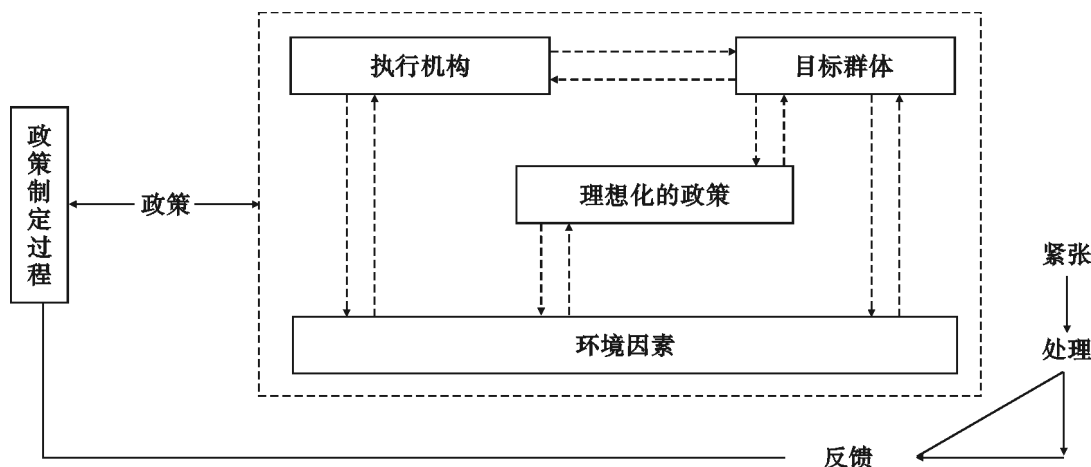 执行机构
目标群体
政策制定过程
政策
理想化的政策
紧张
环境因素
处理
反馈